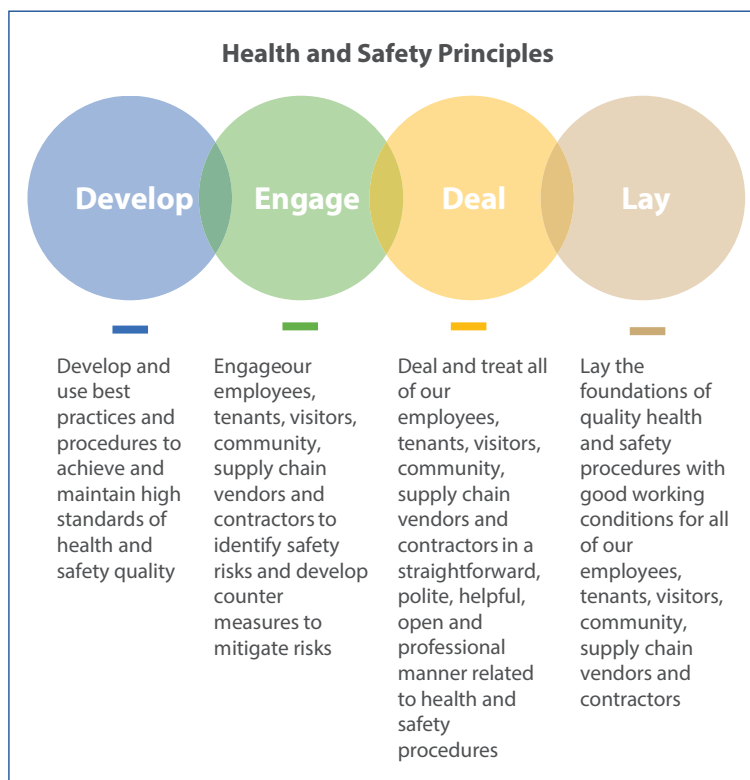 Health and Safety Principles
Develop
Engage
Deal
Lay
Develop and
use best
practices and
procedures to
achieve and
maintain high
standards of
health and
safety quality
Engageour
employees,
tenants, visitors,
community,
supply chain
vendors and
contractors to
identify safety
risks and develop
counter
measures to
mitigate risks
Deal and treat all
of our
employees,
tenants, visitors,
community,
supply chain
vendors and
contractors in a
straightforward,
polite, helpful,
open and
professional
manner related
to health and
safety
procedures
Lay the
foundations of
quality health
and safety
procedures with
good working
conditions for all
of our
employees,
tenants, visitors,
community,
supply chain
vendors and
contractors